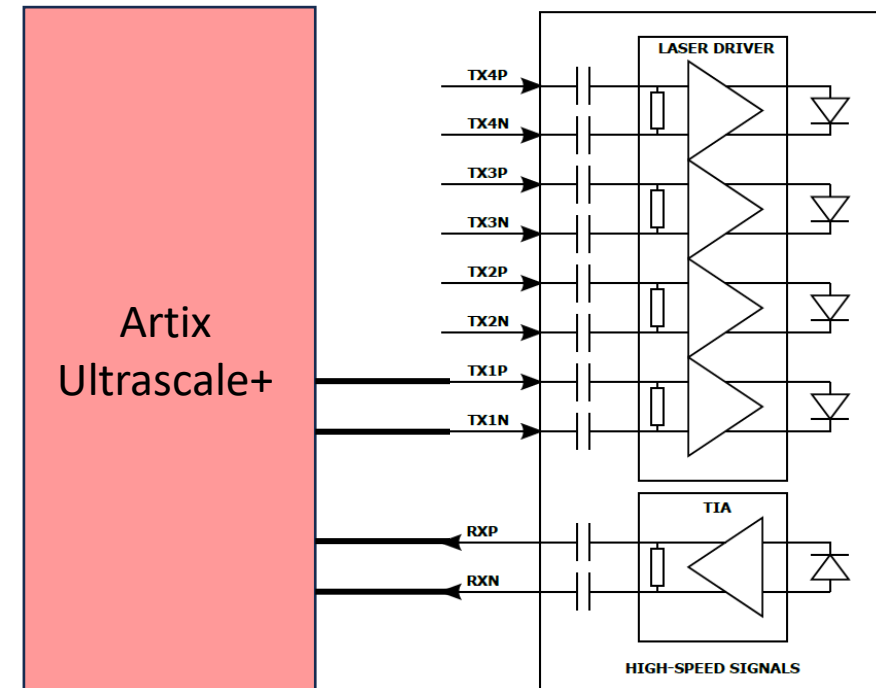 LASER DRIVER
TX4P
TX4N
TX3P
TX3N
TX2P
TX2N
Artix
Ultrascale+
TX1P
TX1N
TIA
RXP
RXN
HIGH-SPEED SIGNALS